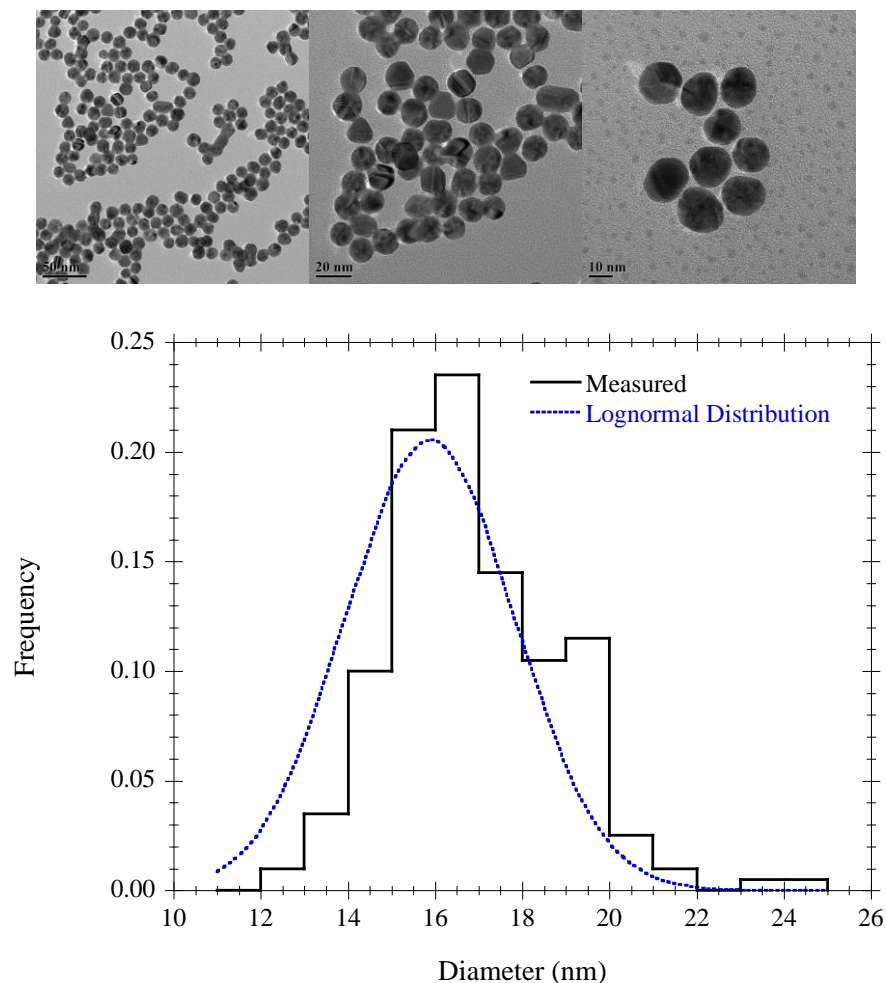 50 nm
20 nm
10 nm
0.25
0.20
0.15
0.10
0.05
0.00
Frequency
Measured
Lognormal Distribution
10 12 14 16 18 20 22 24 26
Diameter (nm)